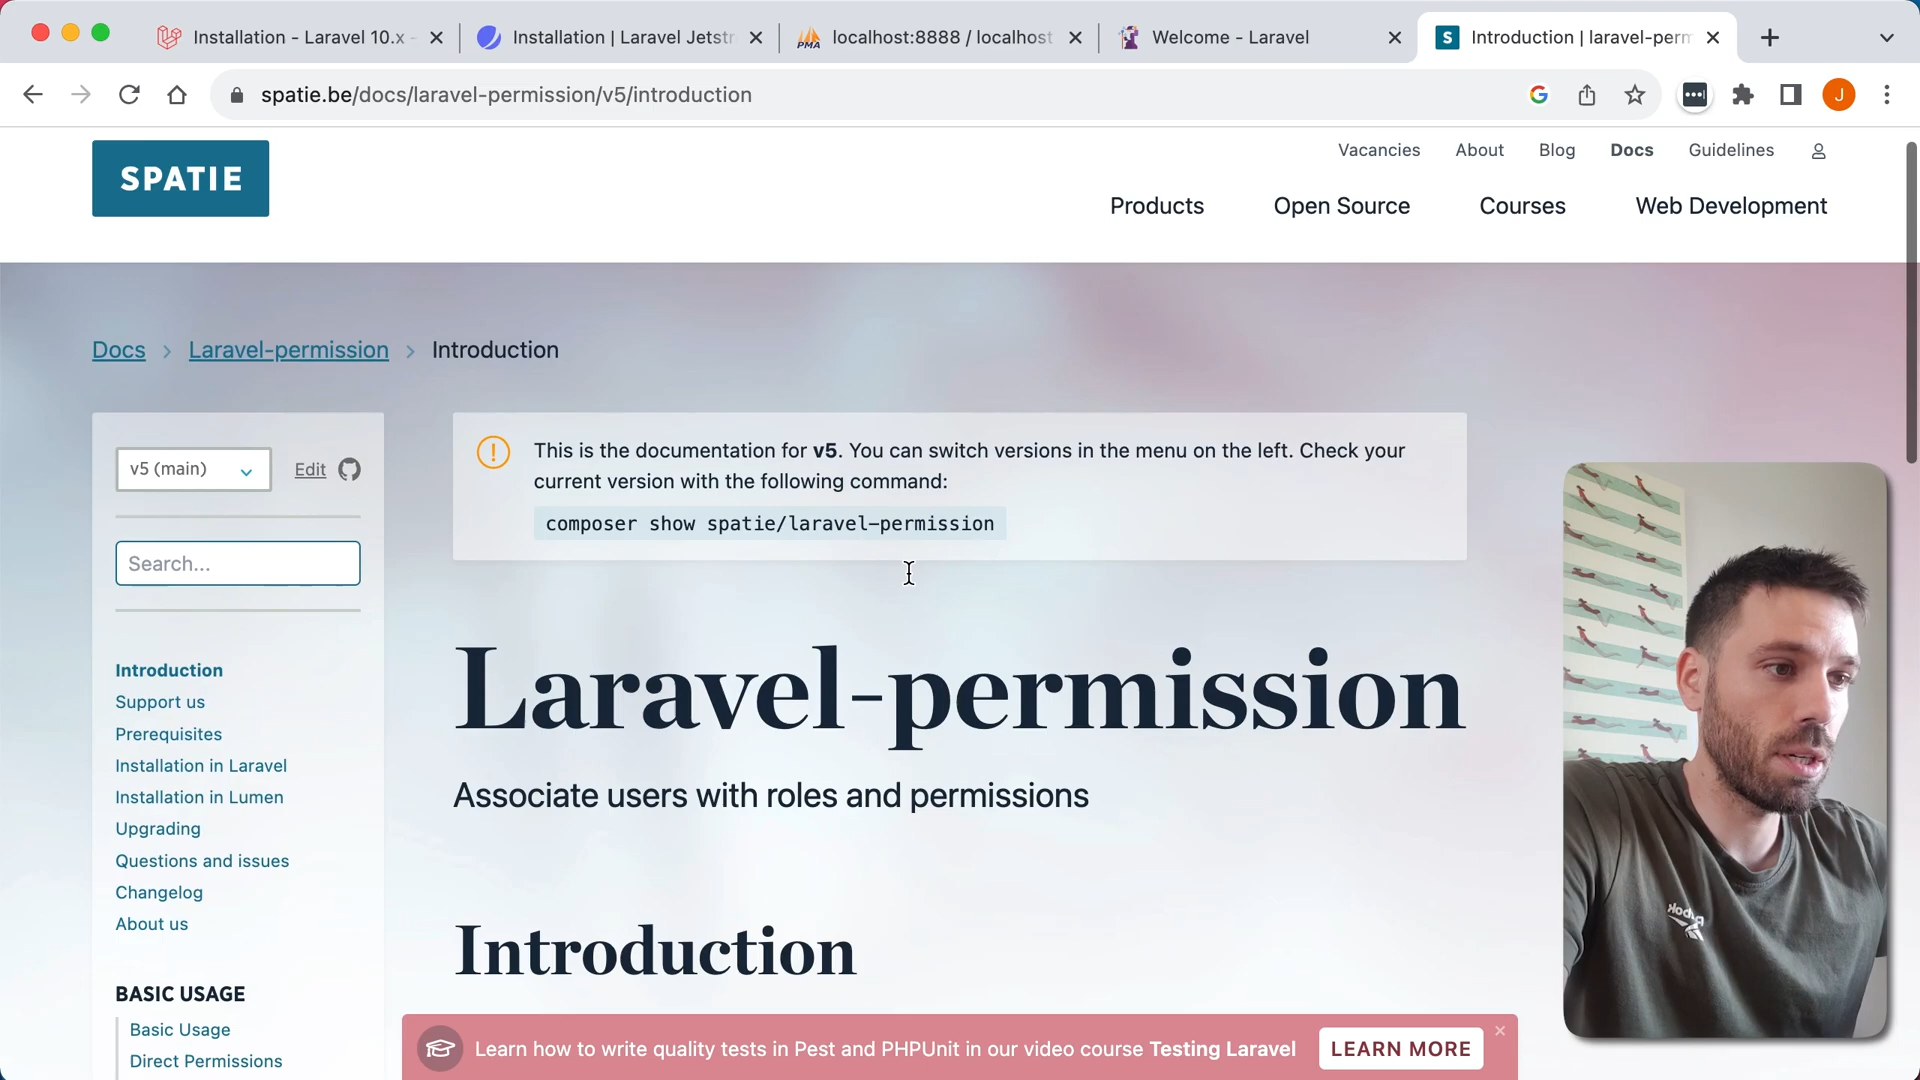 Installation - Laravel 10.x -
Installation | Laravel Jetstr
PMA
localhost:8888 / localhost
Welcome - Laravel
S
Introduction | laravel-perm
spatie.be/docs/laravel-permission/v5/introduction
G
J
SPATIE
Vacancies
About
Blog
Docs
Guidelines
Products
Open Source
Courses
Web Development
Docs > Laravel-permission > Introduction
v5 (main)
Edit
Search...
Introduction
Support us
Prerequisites
Installation in Laravel
Installation in Lumen
Upgrading
Questions and issues
Changelog
About us
BASIC USAGE
Basic Usage
Direct Permissions
This is the documentation for v5. You can switch versions in the menu on the left. Check your
current version with the following command:
composer show spatie/laravel-permission
Laravel-permission
Associate users with roles and permissions
Introduction
Learn how to write quality tests in Pest and PHPUnit in our video course Testing Laravel
LEARN MORE